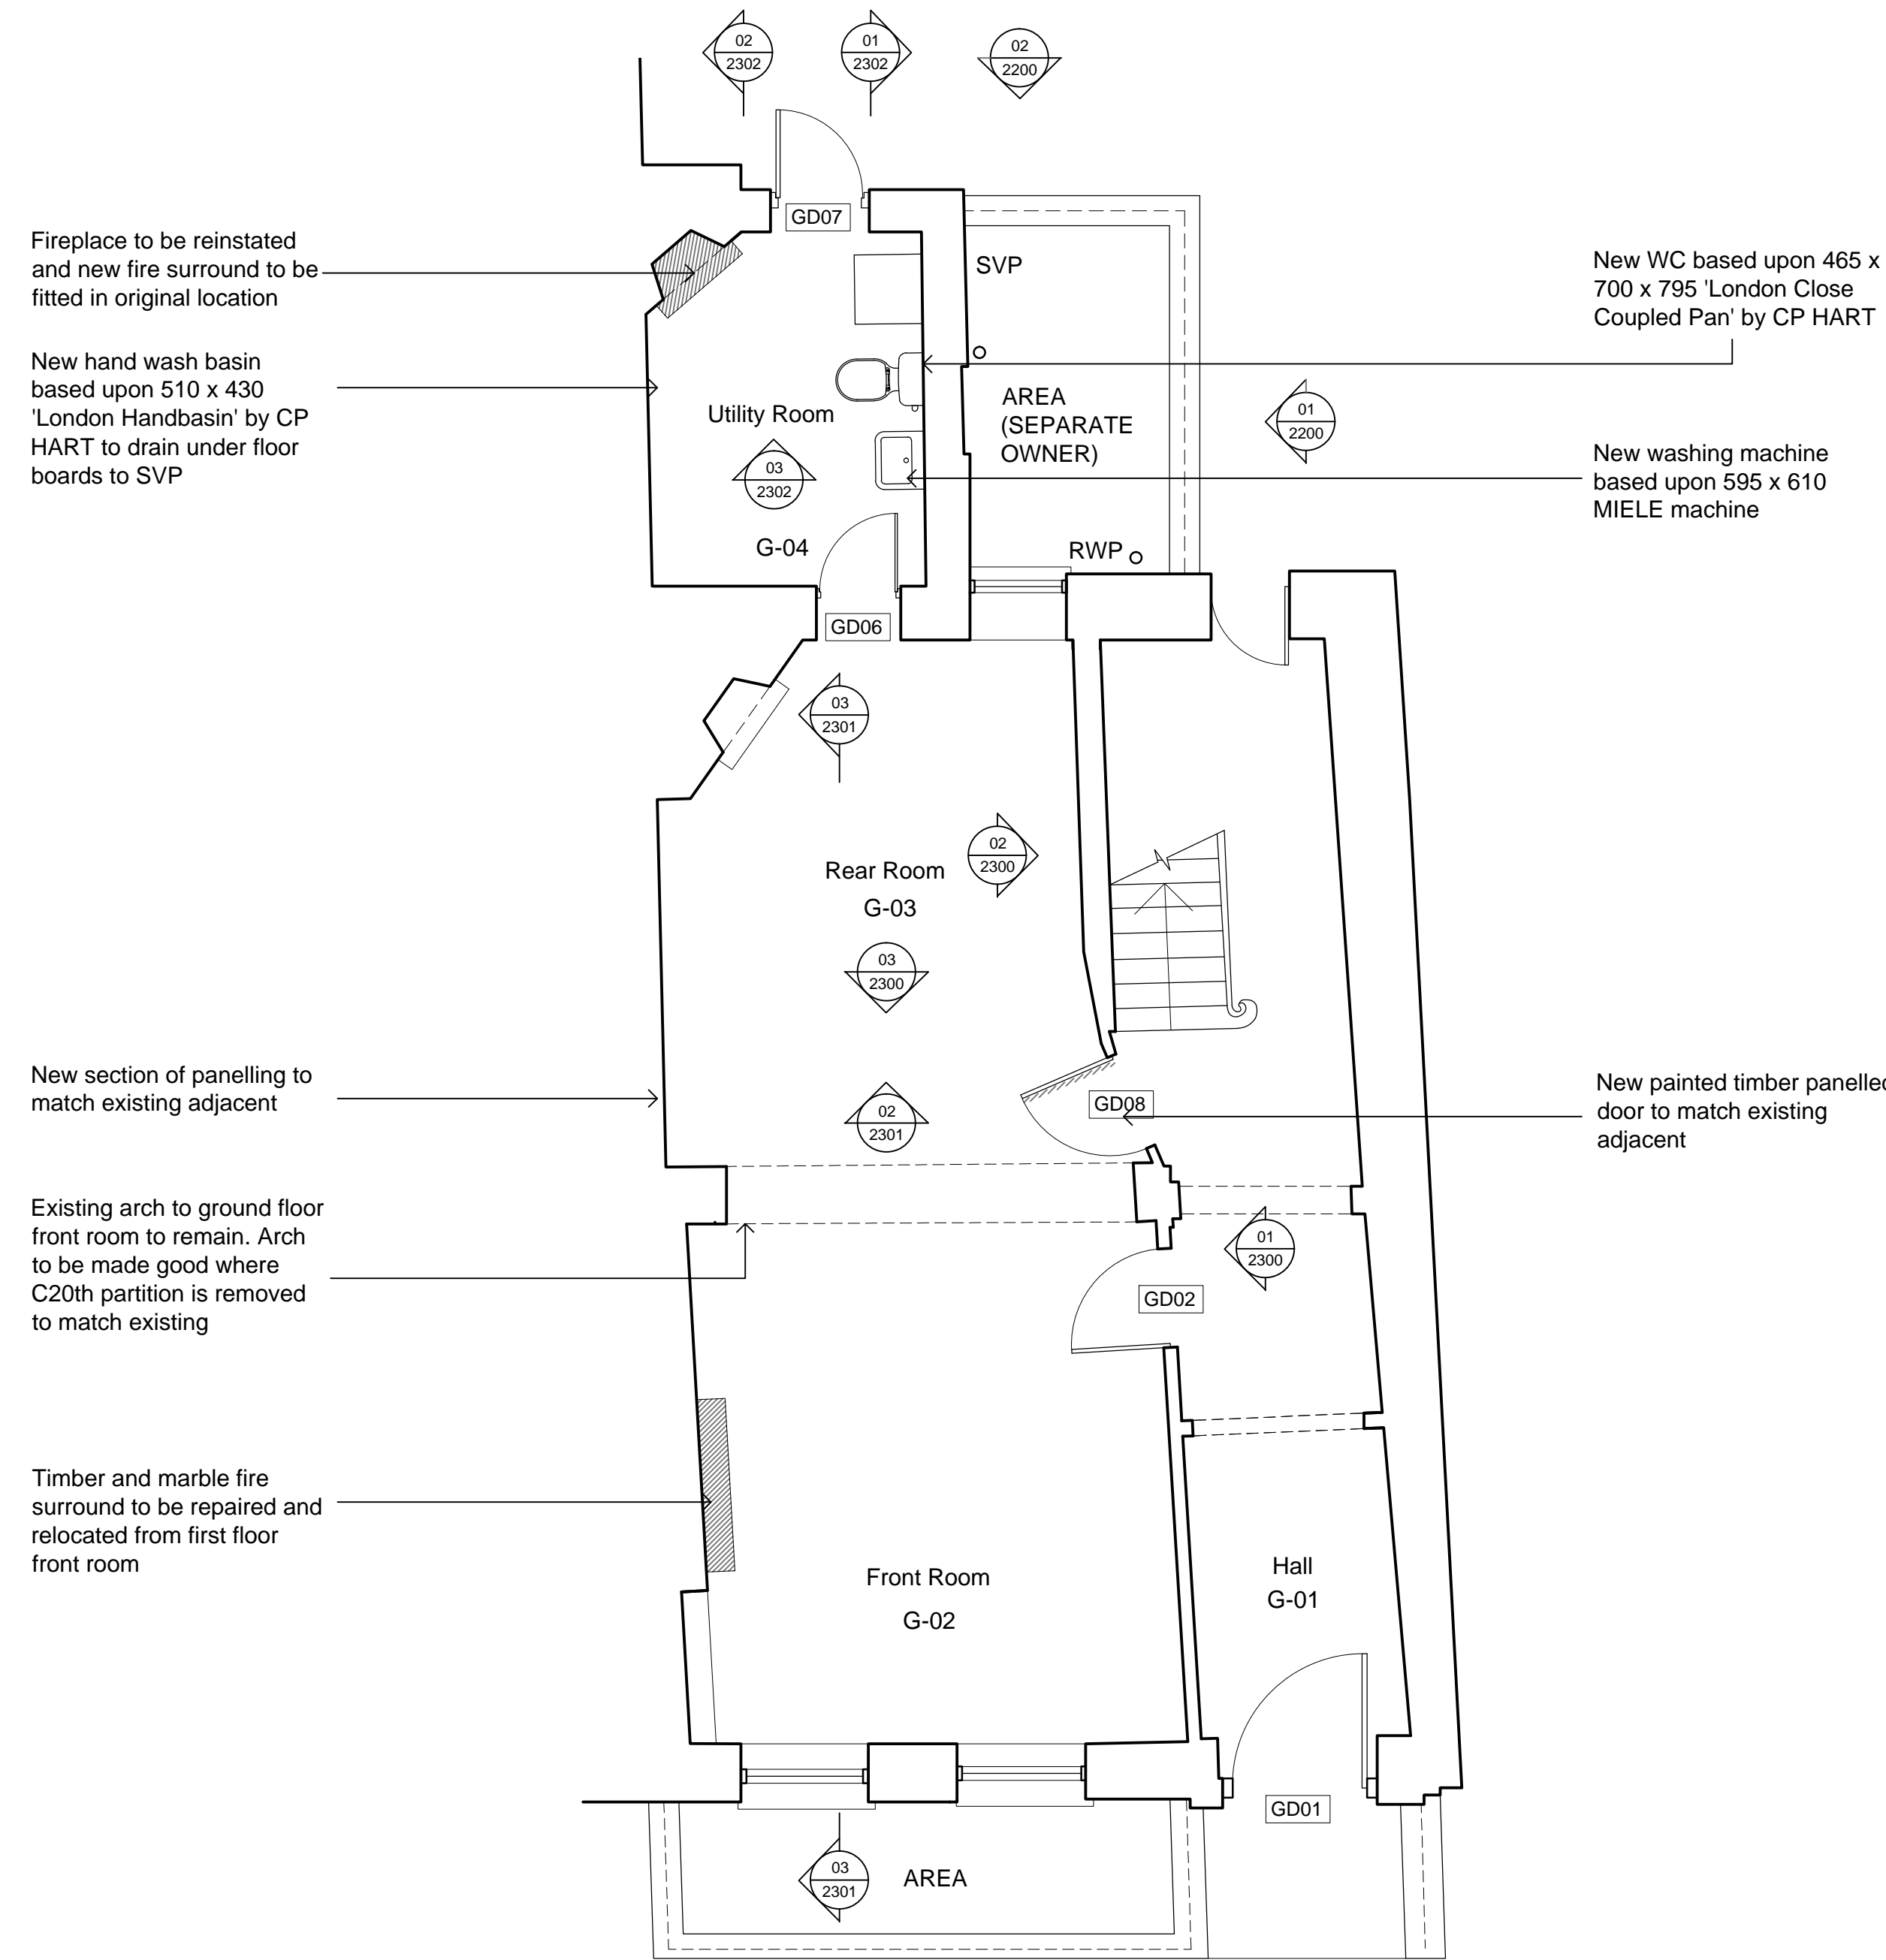 02
2302
01
2302
02
2200
GD07
Fireplace to be reinstated
and new fire surround to be
fitted in original location
SVP
New WC based upon 465 x
700 x 795 'London Close
Coupled Pan' by CP HART
New hand wash basin
based upon 510 x 430
'London Handbasin' by CP
HART to drain under floor
boards to SVP
Utility Room
03
2302
G-04
AREA
(SEPARATE
OWNER)
01
2200
New washing machine
based upon 595 x 610
MIELE machine
RWP
GD06
03
2301
02
2300
Rear Room
G-03
03
2300
New section of panelling to
match existing adjacent
02
2301
GD08
New painted timber panelled
door to match existing
adjacent
Existing arch to ground floor
front room to remain. Arch
to be made good where
C20th partition is removed
to match existing
01
2300
GD02
Timber and marble fire
surround to be repaired and
relocated from first floor
front room
Front Room
G-02
Hall
G-01
GD01
03
2301
AREA